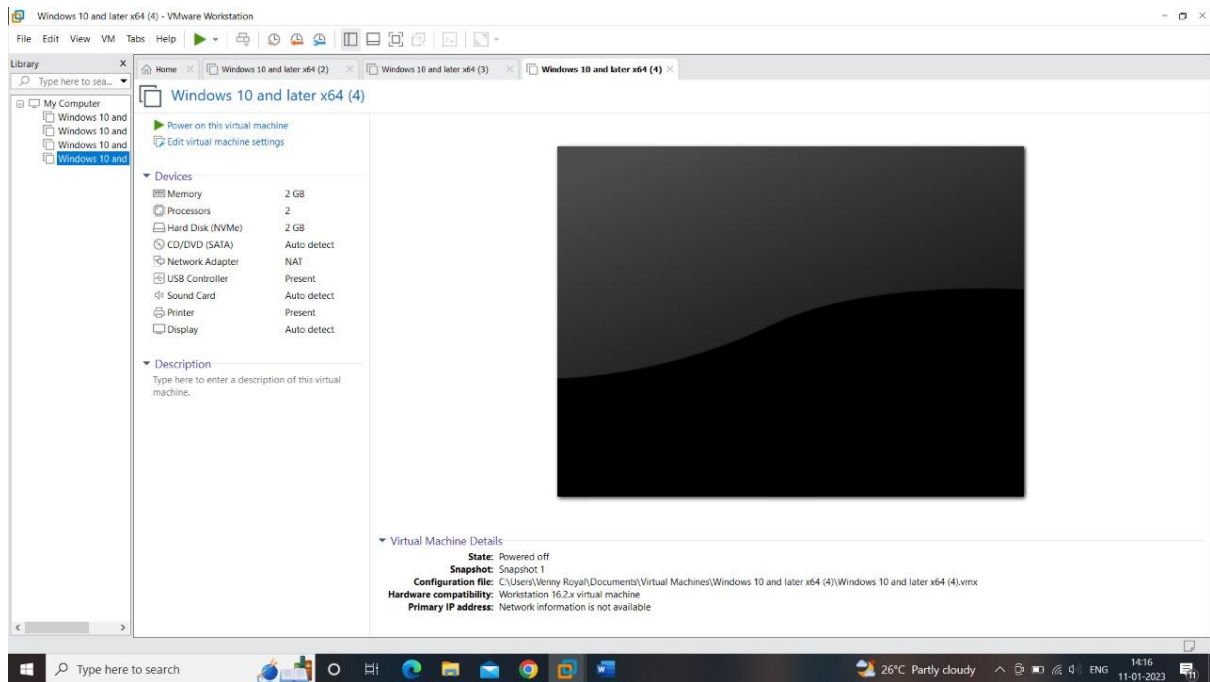 Windows 10 and later x64 (4) - VMware Workstation
File Edit View VM Tabs Help
Library X
Type here to sea...
Home Windows 10 and later x64 (2) Windows 10 and later x64 (3) Windows 10 and later x64 (4)
My Computer
Windows 10 and
Windows 10 and
Windows 10 and
Windows 10 and
Windows 10 and later x64 (4)
Power on this virtual machine
Edit virtual machine settings
Devices
Memory 2 GB
Processors 2
Hard Disk (NVMe) 2 GB
CD/DVD (SATA) Auto detect
Network Adapter NAT
USB Controller Present
Sound Card Auto detect
Printer Present
Display Auto detect
Description
Type here to enter a description of this virtual
machine.
Virtual Machine Details
State: Powered off
Snapshot: Snapshot 1
Configuration file: C:\Users\Venny Royal\Documents\Virtual Machines\Windows 10 and later x64 (4)\Windows 10 and later x64 (4).vmx
Hardware compatibility: Workstation 16.2.x virtual machine
Primary IP address: Network information is not available
Type here to search
26°C Partly cloudy ENG 14:16
11-01-2023